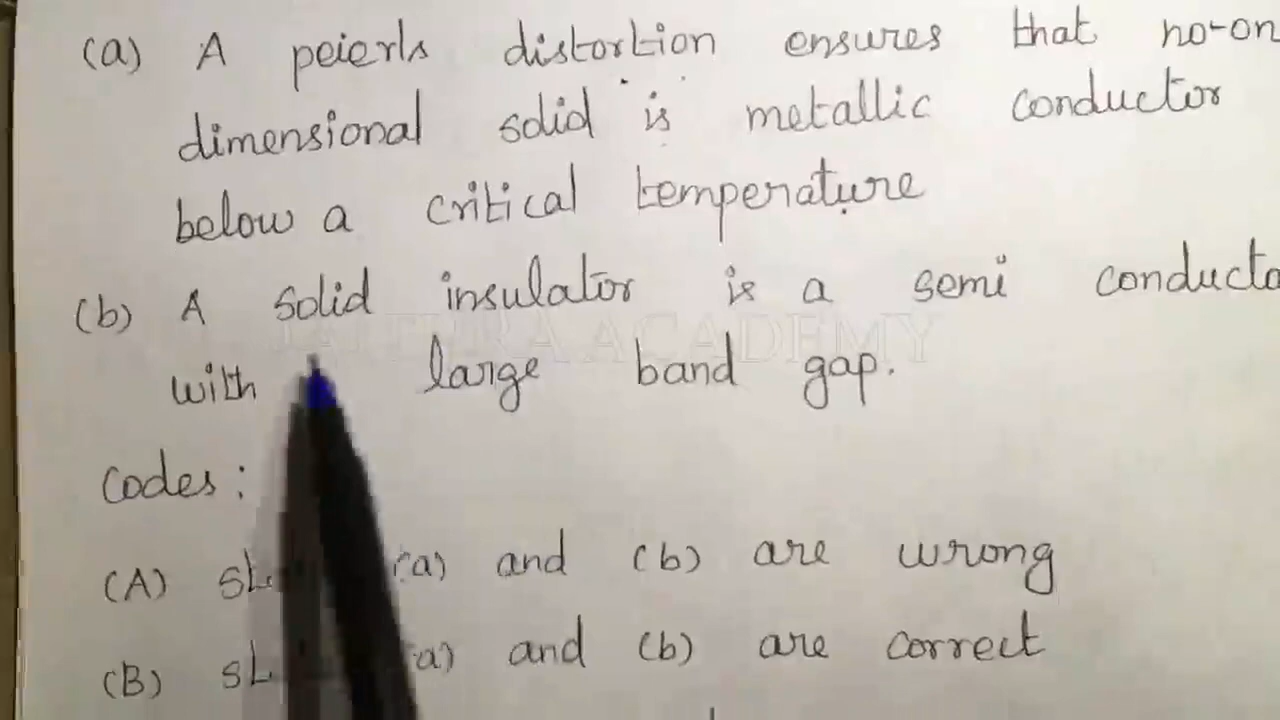 (a) A peierls distortion ensures that no-on
dimensional solid is metallic conductor
below a critical temperature
(b) A solid insulator is a semi conducto
with large band gap.
Codes :
(A) (a) and (b) are wrong
(B) (a) and (b) are correct